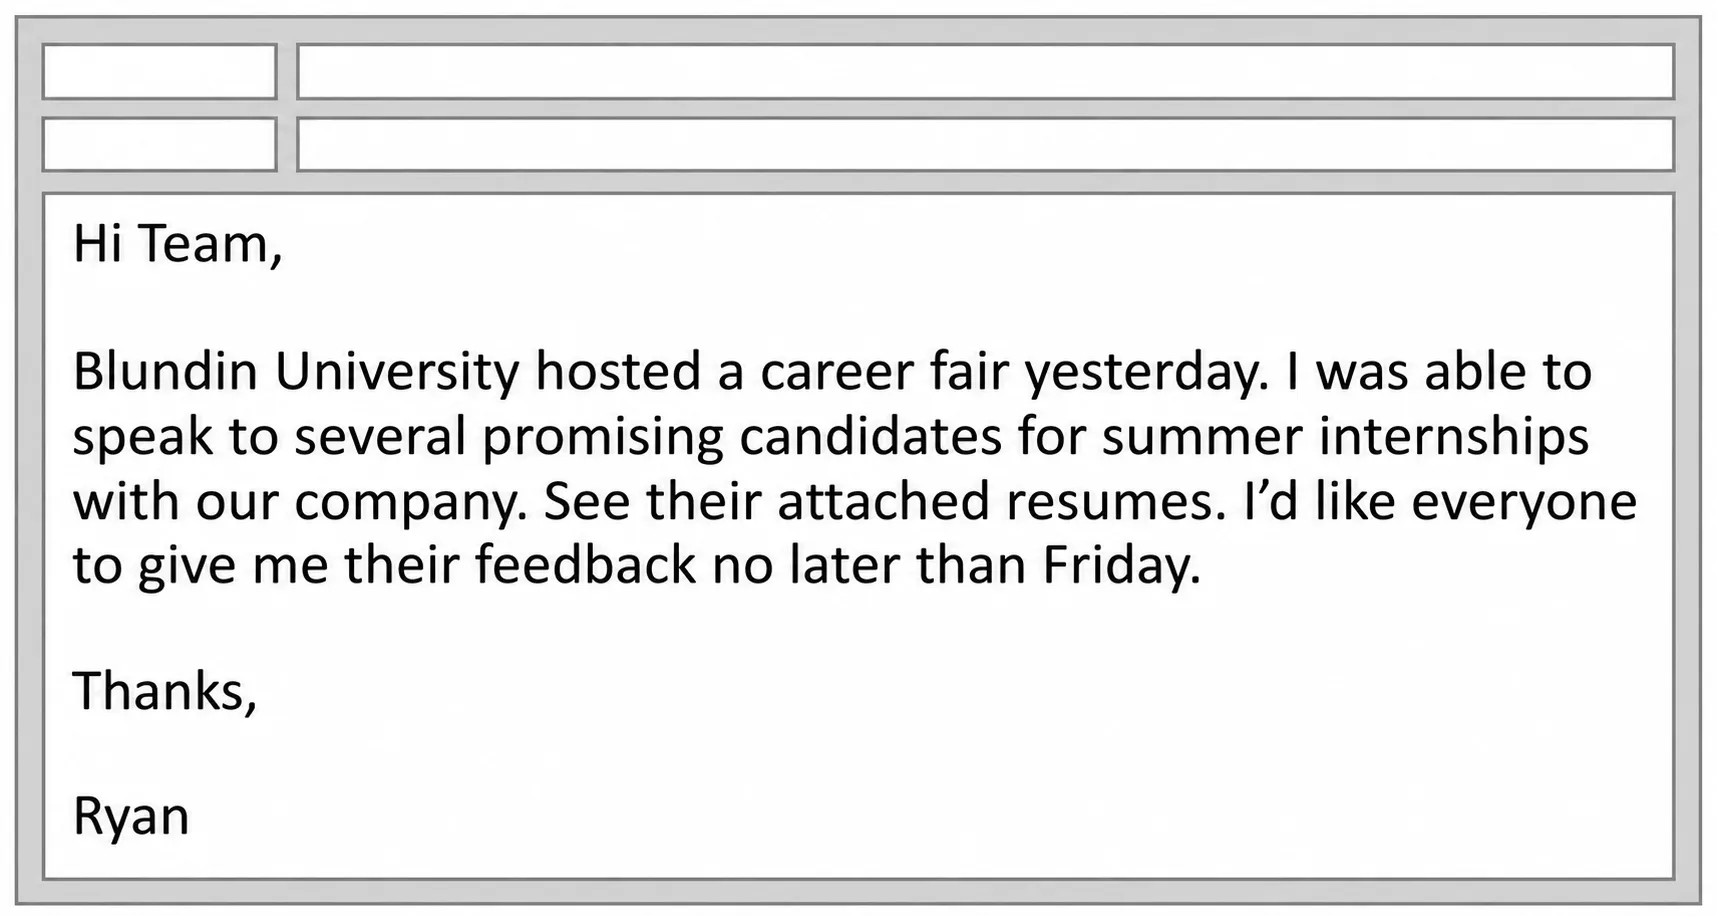 Hi Team,
Blundin University hosted a career fair yesterday. I was able to
speak to several promising candidates for summer internships
with our company. See their attached resumes. I’d like everyone
to give me their feedback no later than Friday.
Thanks,
Ryan